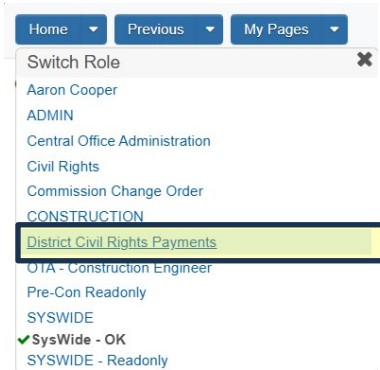 Home Previous My Pages
Switch Role
Aaron Cooper
ADMIN
Central Office Administration
Civil Rights
Commission Change Order
CONSTRUCTION
District Civil Rights Payments
OTA - Construction Engineer
Pre-Con Readonly
SYSWIDE
SysWide - OK
SYSWIDE - Readonly